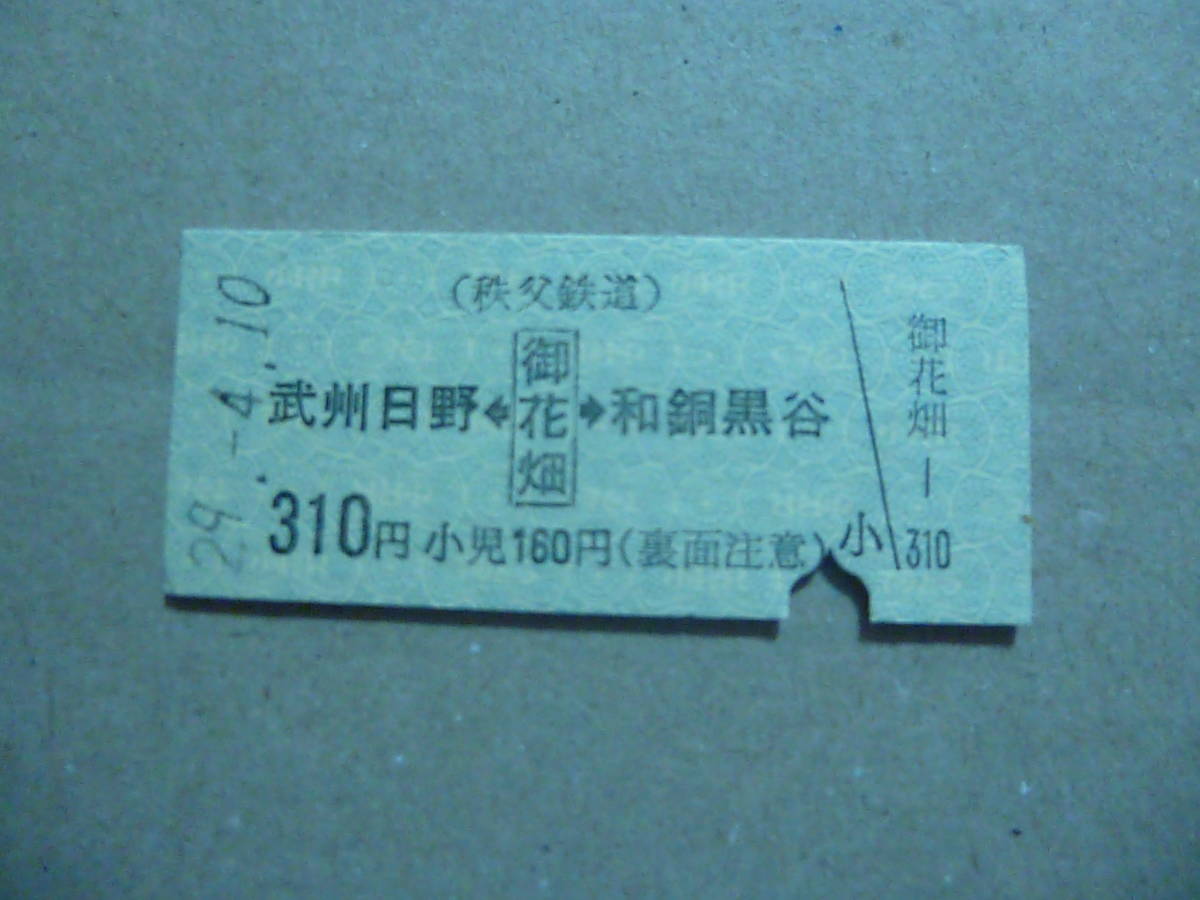 29.-4.10
(秩父鉄道)
武州日野←御花畑→和銅黒谷
310円 小児160円(裏面注意) 小
御花畑-310